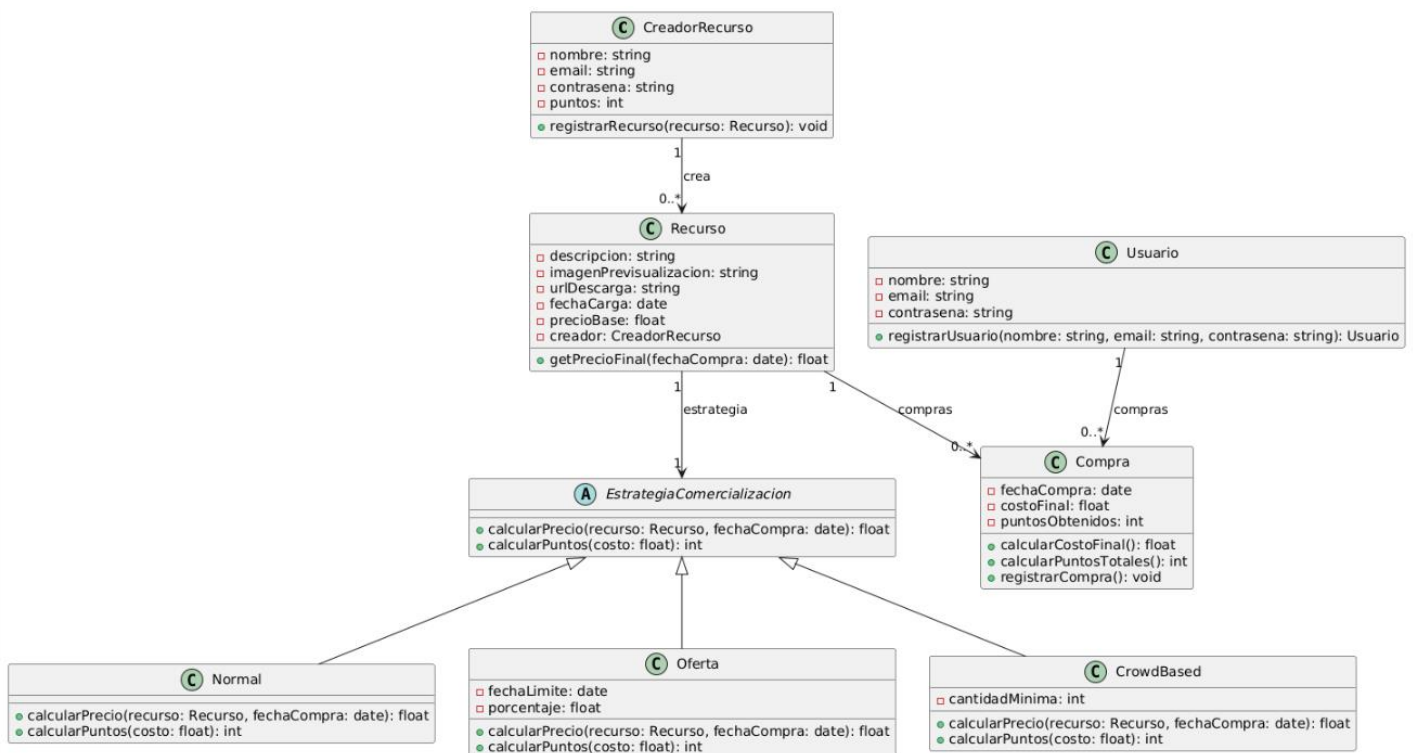 C CreadorRecurso
nombre: string
email: string
contrasena: string
puntos: int
registrarRecurso(recurso: Recurso): void
1
crea
0..*
C Recurso
descripcion: string
imagenPrevisualizacion: string
urlDescarga: string
fechaCarga: date
precioBase: float
creador: CreadorRecurso
getPrecioFinal(fechaCompra: date): float
C Usuario
nombre: string
email: string
contrasena: string
registrarUsuario(nombre: string, email: string, contrasena: string): Usuario
1
estrategia
1
1
compras
0..*
1
compras
0..*
A EstrategiaComercializacion
calcularPrecio(recurso: Recurso, fechaCompra: date): float
calcularPuntos(costo: float): int
C Compra
fechaCompra: date
costoFinal: float
puntosObtenidos: int
calcularCostoFinal(): float
calcularPuntosTotales(): int
registrarCompra(): void
C Normal
calcularPrecio(recurso: Recurso, fechaCompra: date): float
calcularPuntos(costo: float): int
C Oferta
fechaLimite: date
porcentaje: float
calcularPrecio(recurso: Recurso, fechaCompra: date): float
calcularPuntos(costo: float): int
C CrowdBased
cantidadMinima: int
calcularPrecio(recurso: Recurso, fechaCompra: date): float
calcularPuntos(costo: float): int